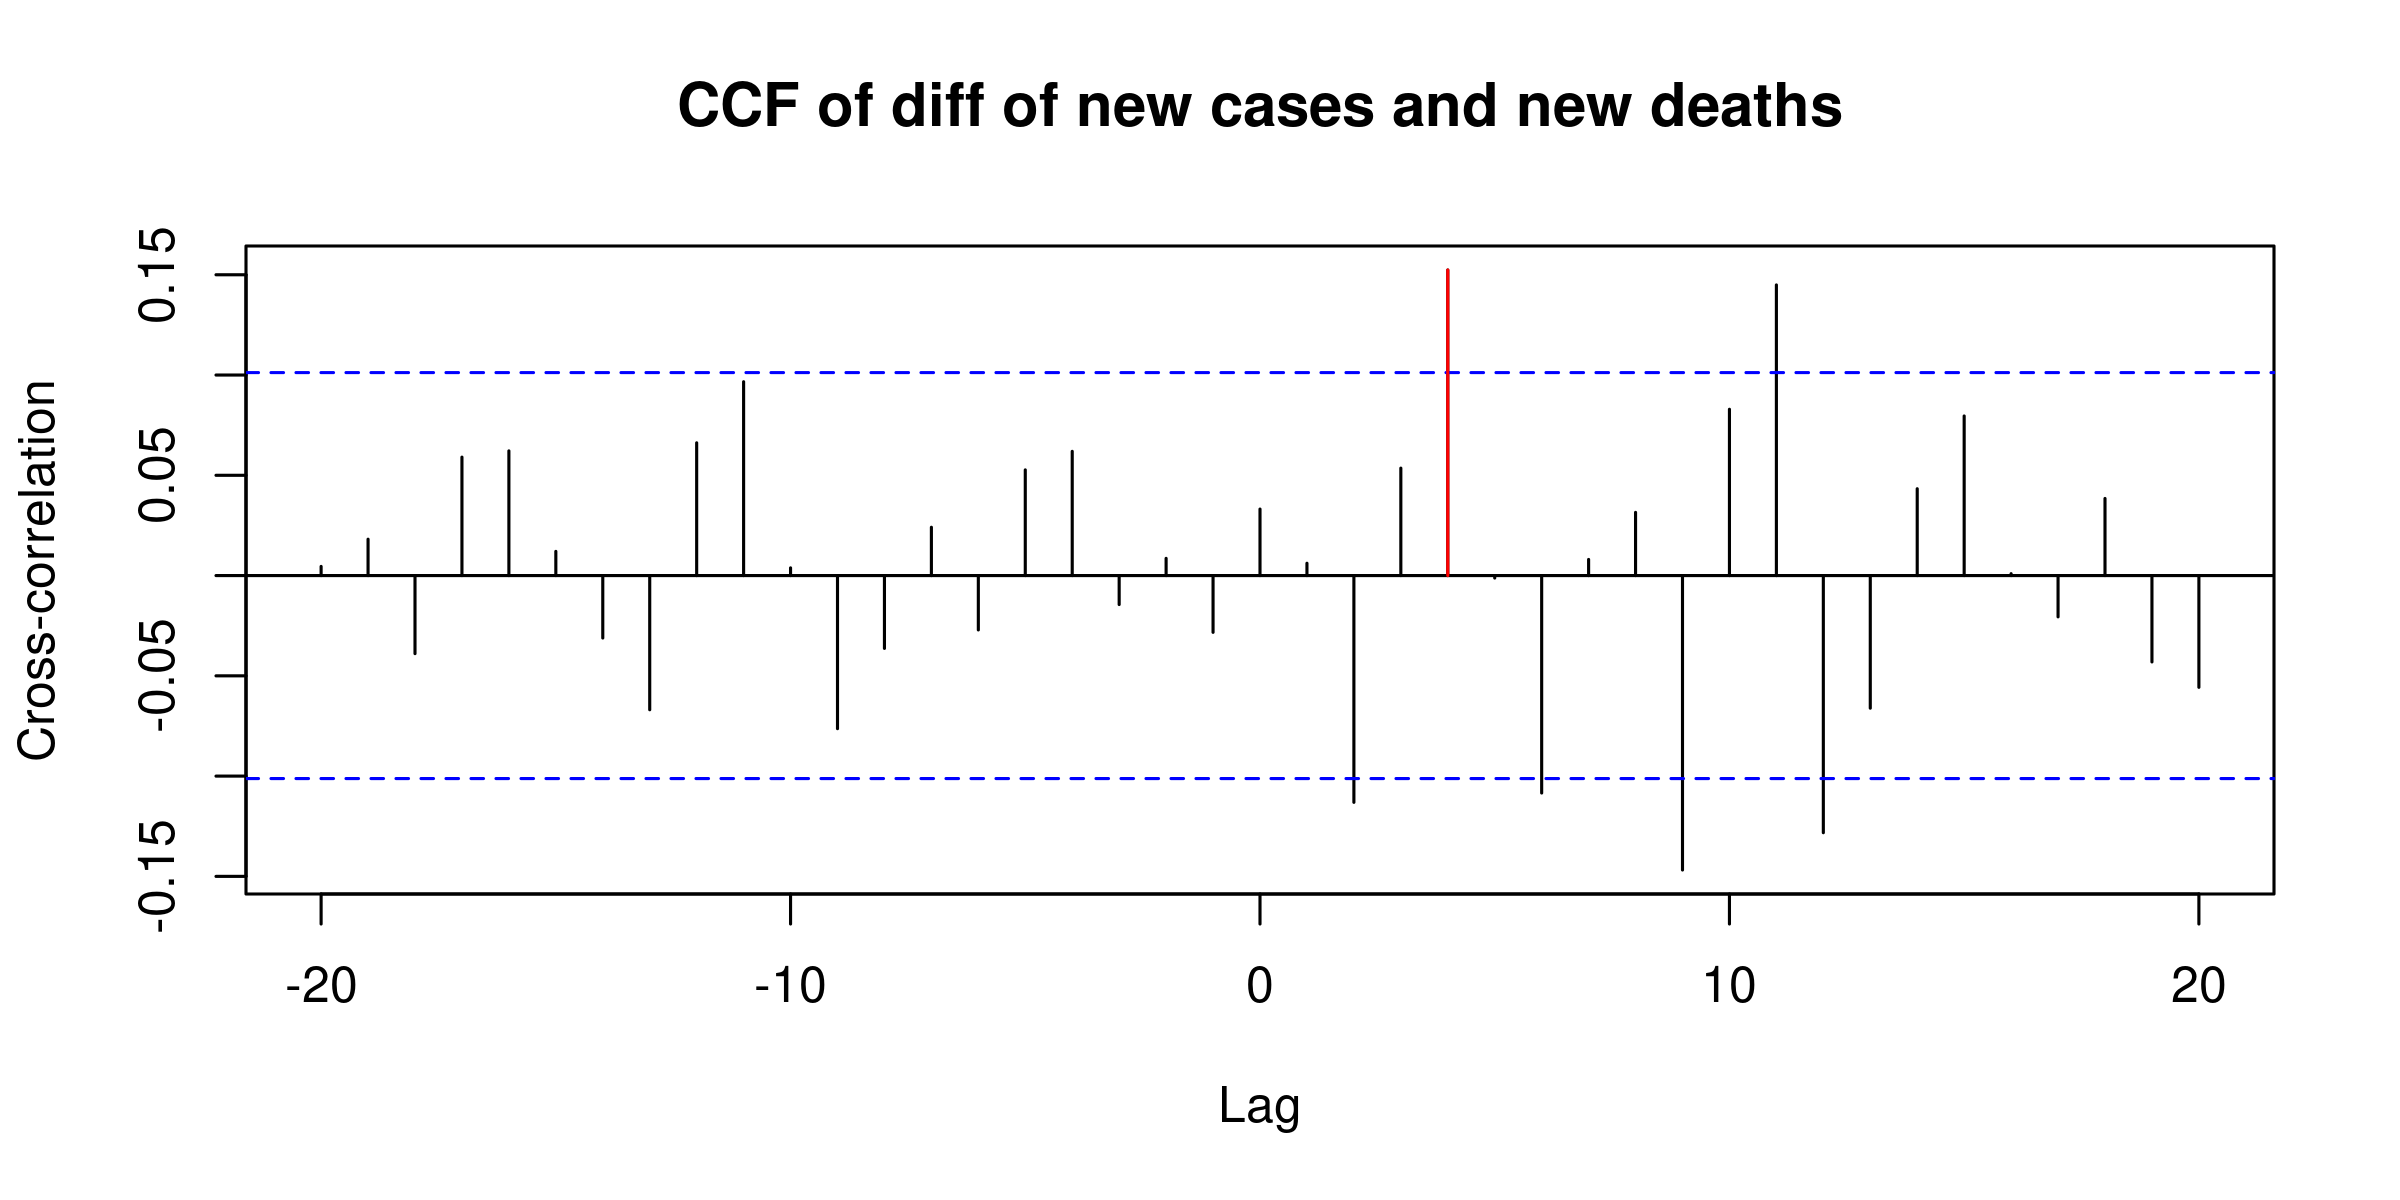 CCF of diff of new cases and new deaths
Cross-correlation
0.15
0.05
-0.05
-0.15
-20 -10 0 10 20
Lag